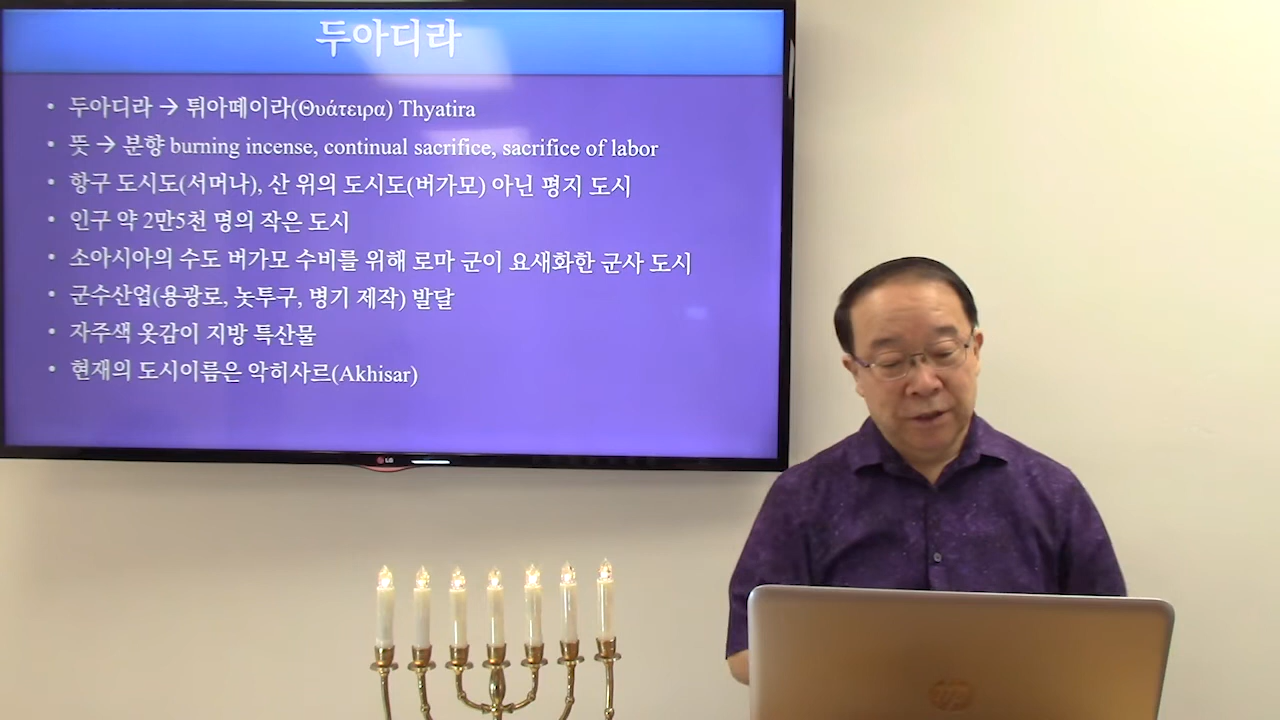 두아디라
• 두아디라 → 튀아떼이라(Θυάτειρα) Thyatira
• 뜻 → 분향 burning incense, continual sacrifice, sacrifice of labor
• 항구 도시도(서머나), 산 위의 도시도(버가모) 아닌 평지 도시
• 인구 약 2만5천 명의 작은 도시
• 소아시아의 수도 버가모 수비를 위해 로마 군이 요새화한 군사 도시
• 군수산업(용광로, 놋투구, 병기 제작) 발달
• 자주색 옷감이 지방 특산물
• 현재의 도시이름은 악히사르(Akhisar)
LG
hp